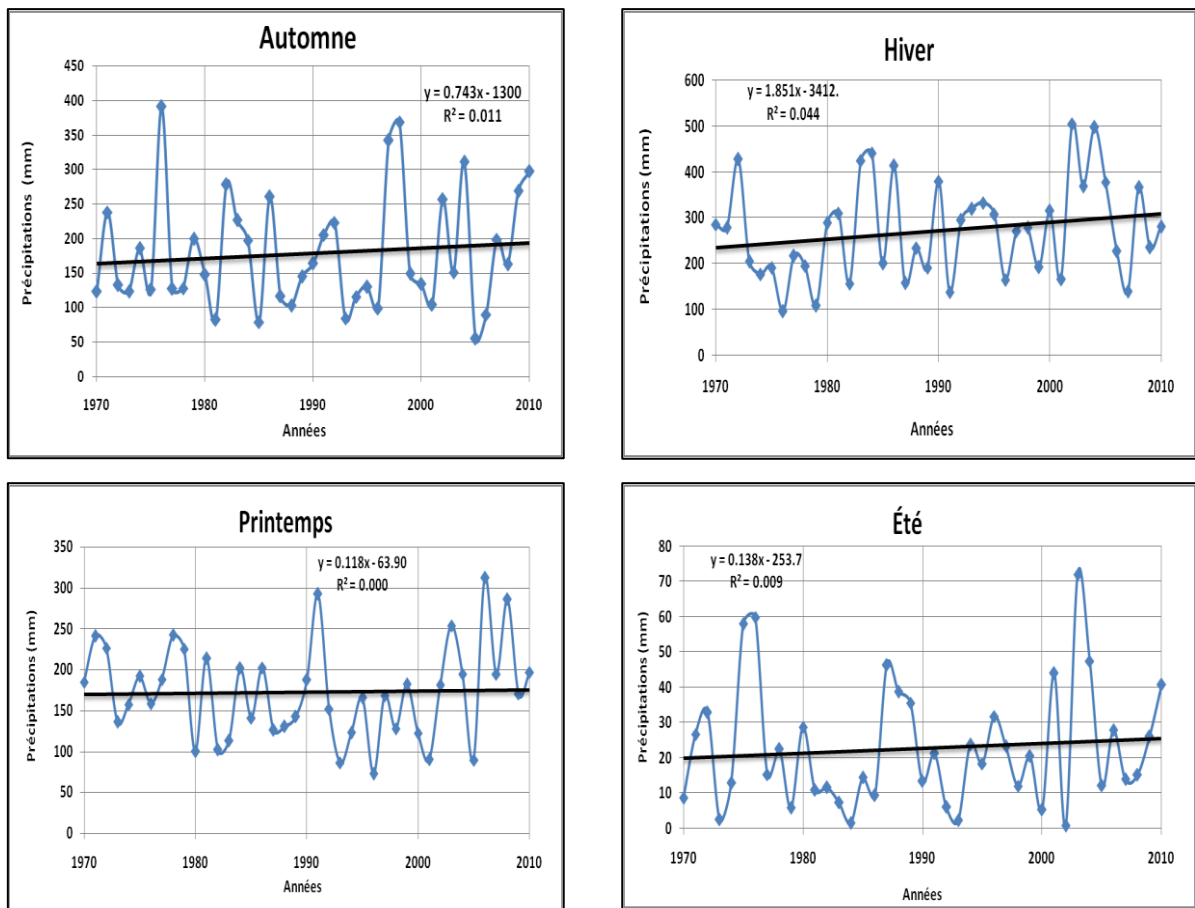 Automne
450
400
350
300
250
200
150
100
50
0
Précipitations (mm)
y = 0.743x - 1300
R² = 0.011
1970 1980 1990 2000 2010
Années
Hiver
600
500
400
300
200
100
0
Précipitations (mm)
y = 1.851x - 3412.
R² = 0.044
1970 1980 1990 2000 2010
Années
Printemps
350
300
250
200
150
100
50
0
Précipitations (mm)
y = 0.118x - 63.90
R² = 0.000
1970 1980 1990 2000 2010
Années
Été
80
70
60
50
40
30
20
10
0
Précipitations (mm)
y = 0.138x - 253.7
R² = 0.009
1970 1980 1990 2000 2010
Années